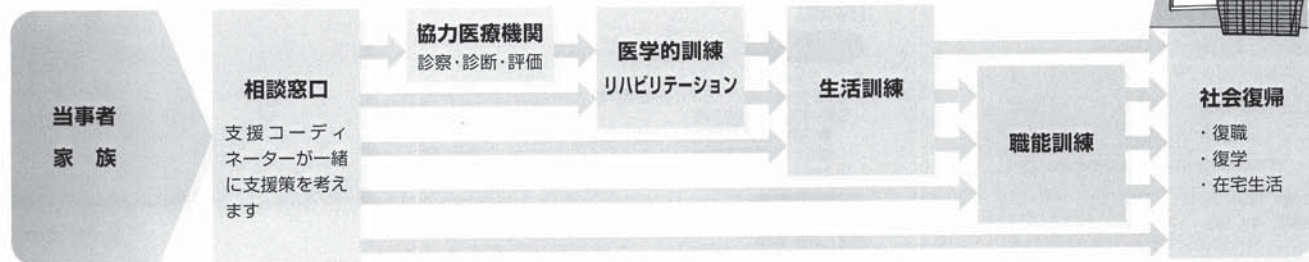 当事者
家　族
相談窓口
支援コーディ
ネーターが一緒
に支援策を考え
ます
協力医療機関
診察・診断・評価
医学的訓練
リハビリテーション
生活訓練
職能訓練
社会復帰
・復職
・復学
・在宅生活